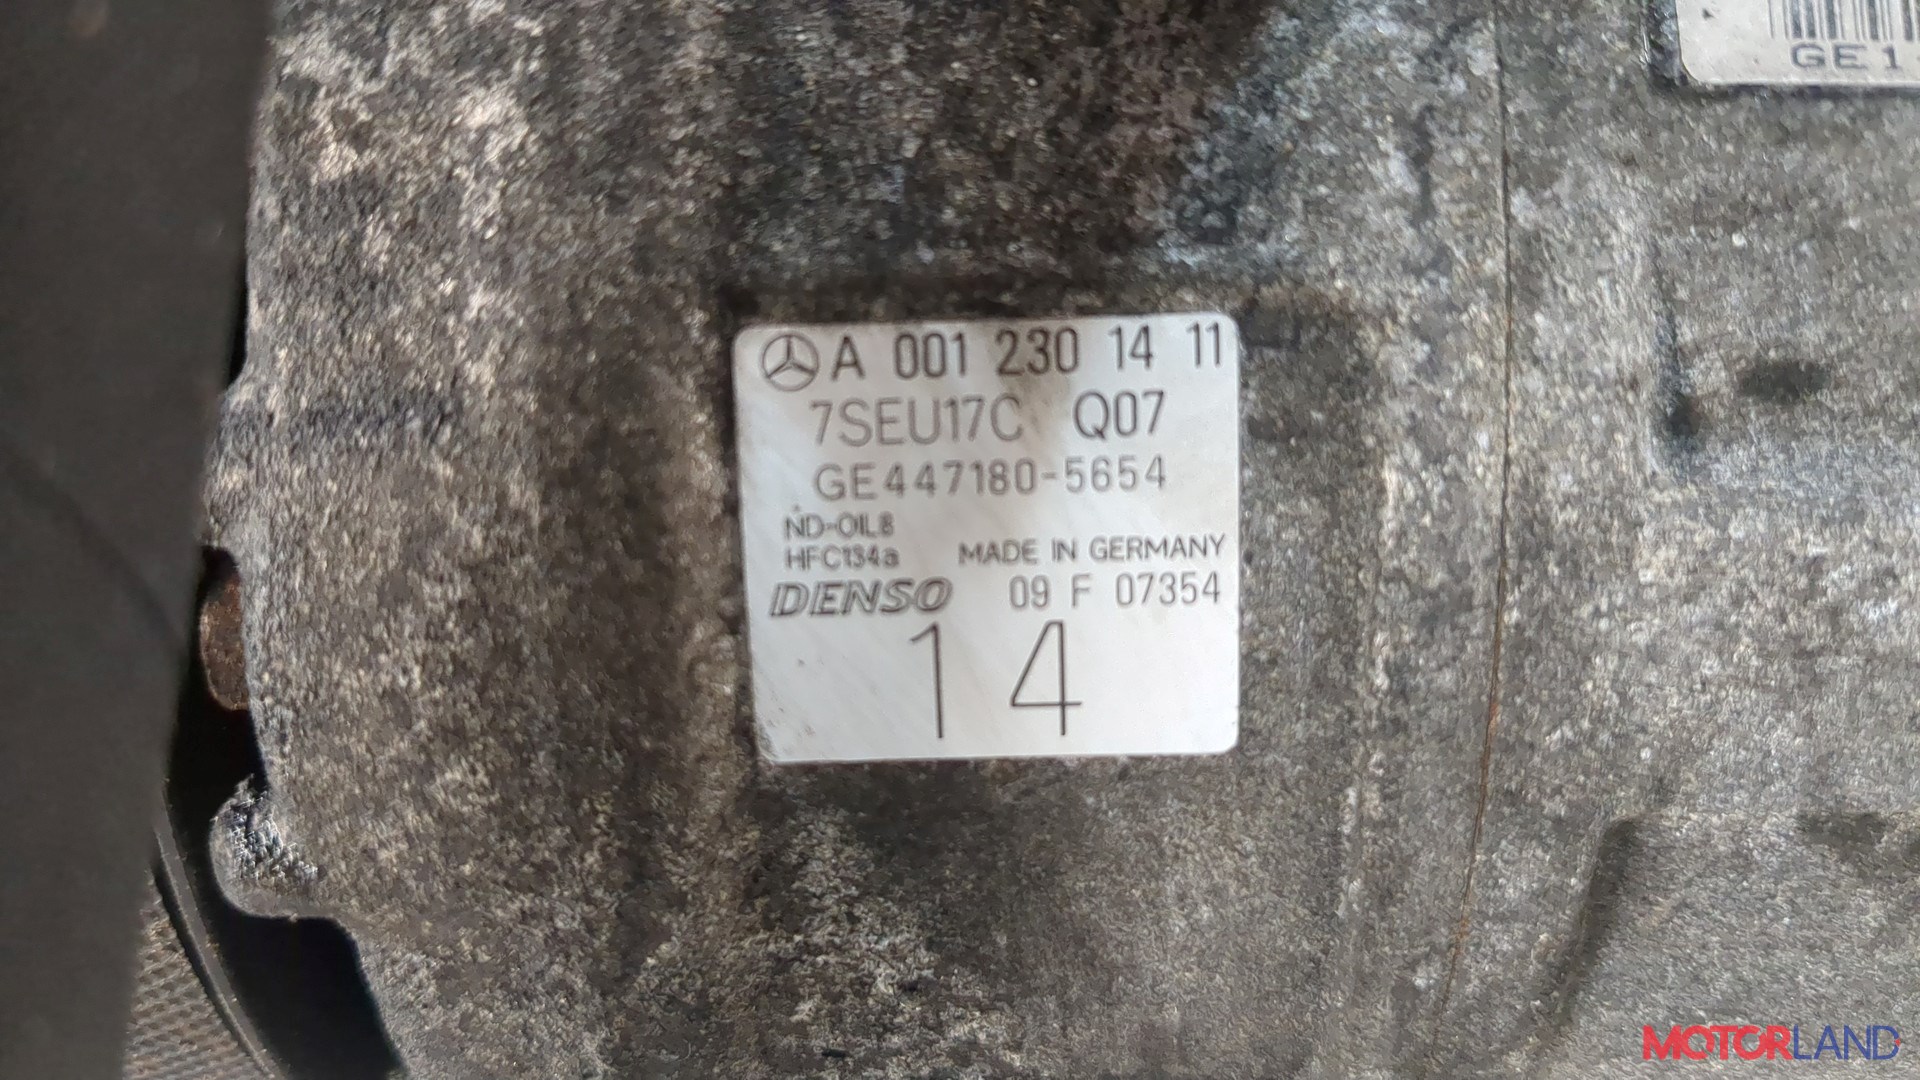 GE1
A 001 230 14 11
7SEU17C Q07
GE447180-5654
ND-OIL8
HFC134a MADE IN GERMANY
DENSO 09 F 07354
14
MOTORLAND